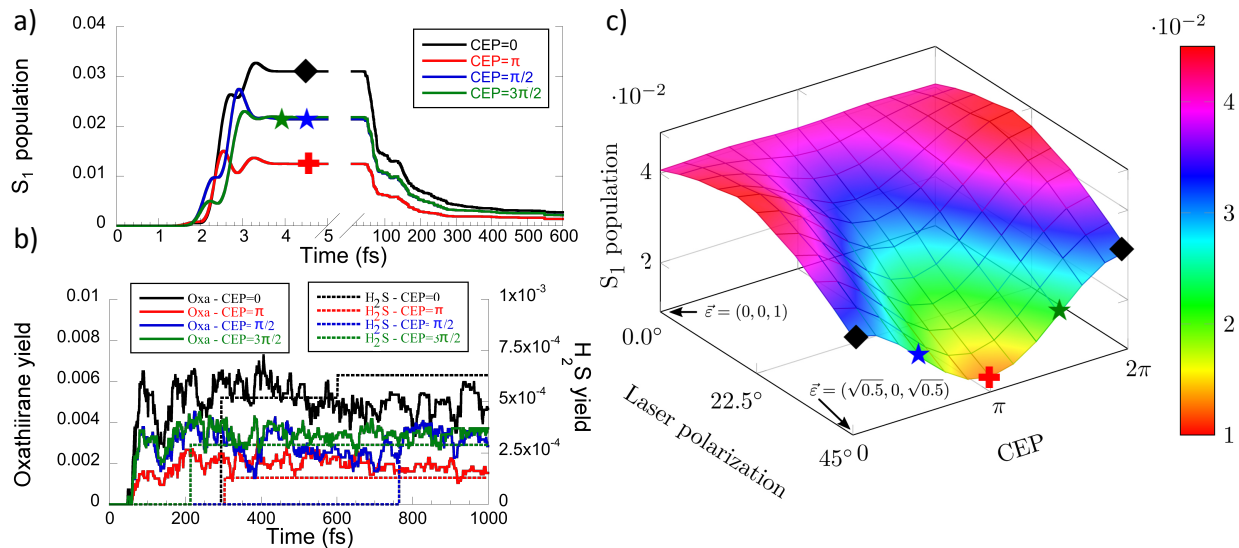 a)
0.04
0.03
0.02
0.01
0
S1 population
CEP=0
CEP=π
CEP=π/2
CEP=3π/2
0 1 2 3 4 5 100 200 300 400 500 600
Time (fs)
b)
Oxa - CEP=0
Oxa - CEP=π
Oxa - CEP=π/2
Oxa - CEP=3π/2
H2S - CEP=0
H2S - CEP=π
H2S - CEP=π/2
H2S - CEP=3π/2
0.01
0.008
0.006
0.004
0.002
0
Oxathiirane yield
1x10-3
7.5x10-4
5x10-4
2.5x10-4
0
H2S yield
0 200 400 600 800 1000
Time (fs)
c)
·10−2
4
2
S1 population
ε⃗ = (0, 0, 1)
ε⃗ = (√0.5, 0, √0.5)
0.0°
22.5°
45°
Laser polarization
0
π
2π
CEP
·10−2
4
3
2
1